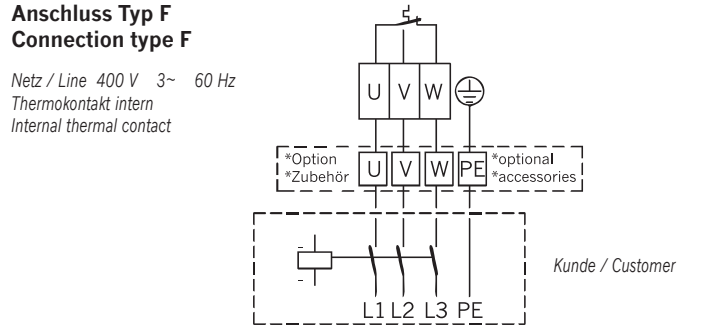 Anschluss Typ F
Connection type F
Netz / Line 400 V 3~ 60 Hz
Thermokontakt intern
Internal thermal contact
U V W
*Option
*Zubehör
U V W PE
*optional
*accessories
Kunde / Customer
L1 L2 L3 PE